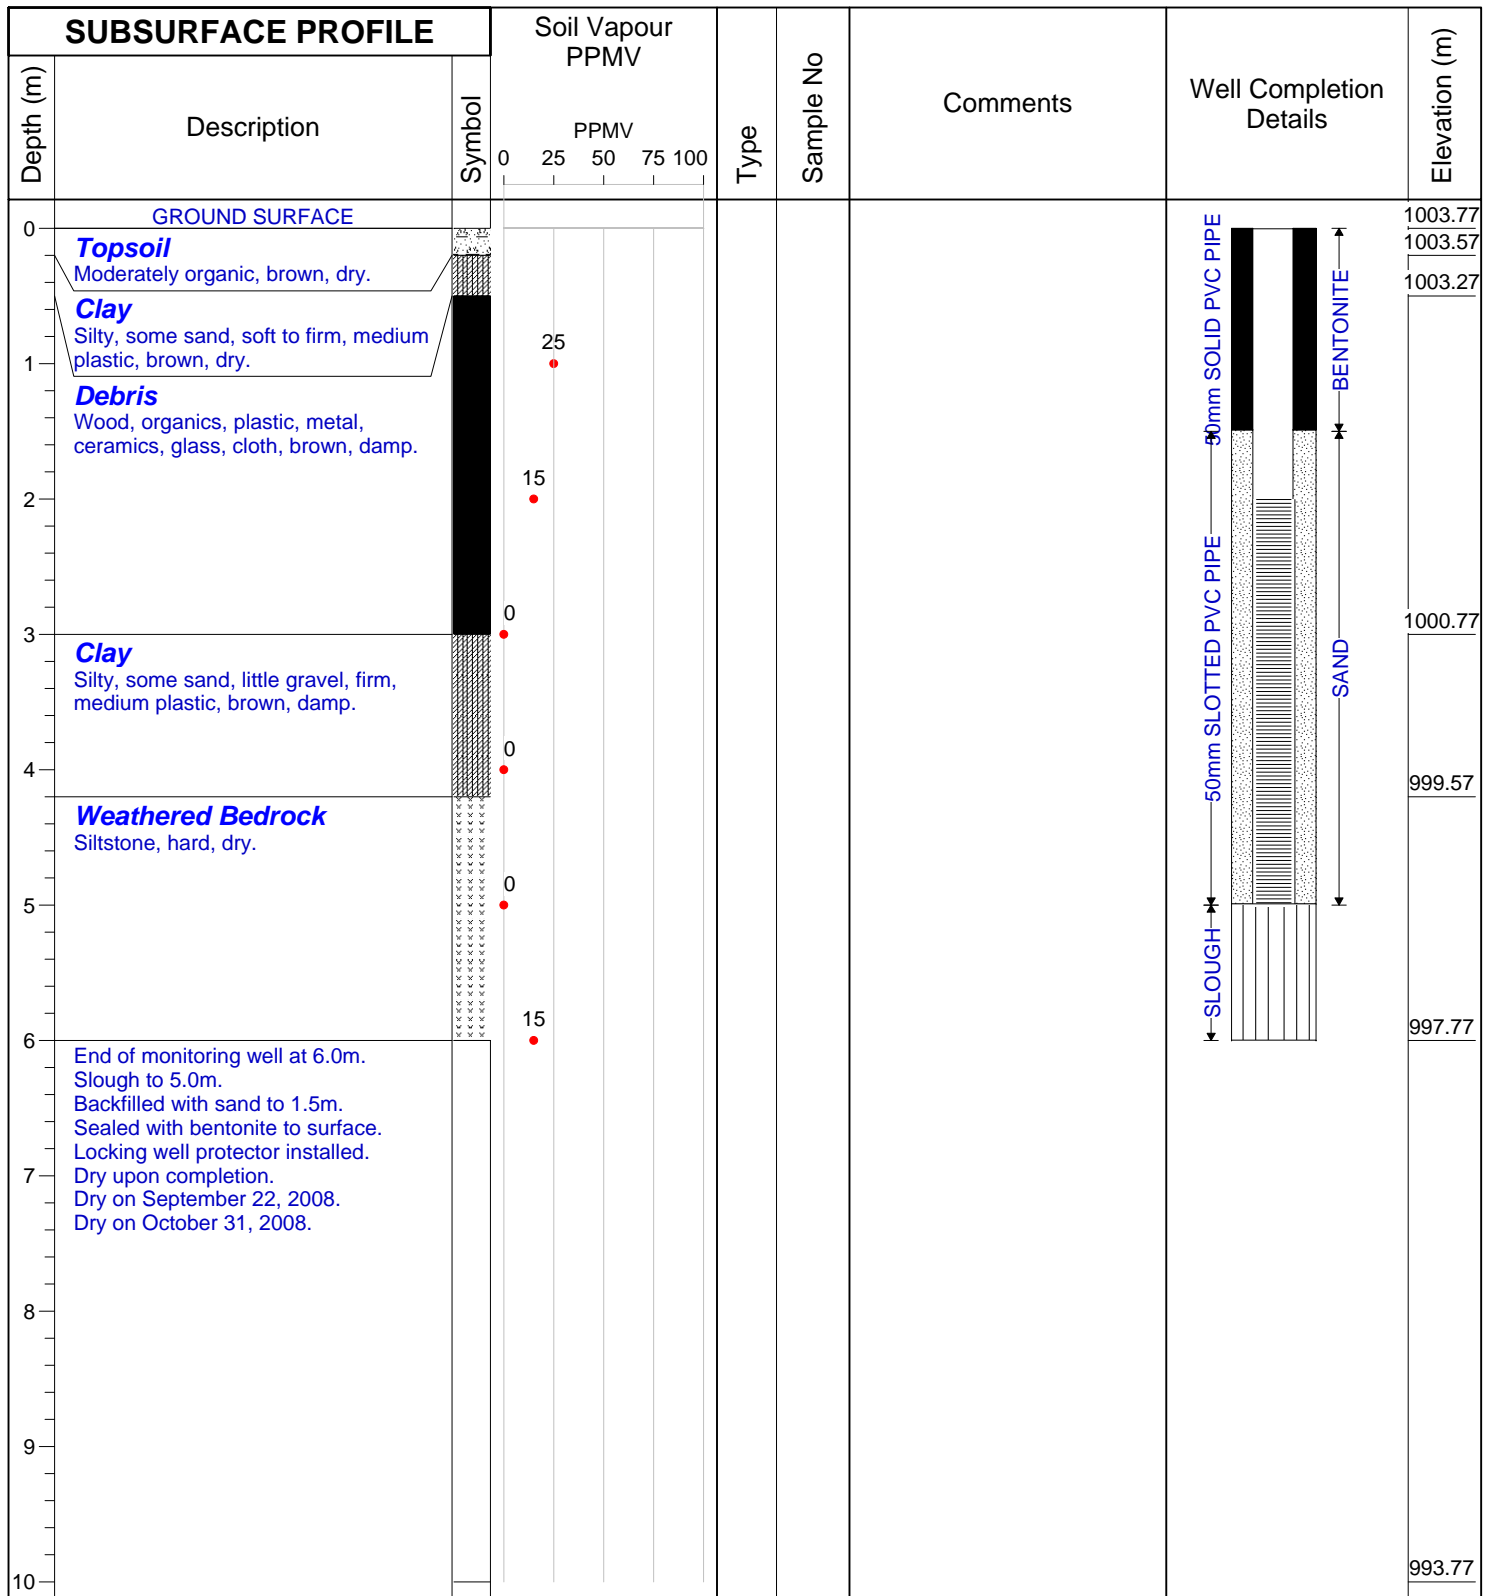 SUBSURFACE PROFILE
Depth (m)
Description
Symbol
Soil Vapour
PPMV
PPMV
0 25 50 75 100
Type
Sample No
Comments
Well Completion
Details
Elevation (m)
GROUND SURFACE
0
Topsoil
Moderately organic, brown, dry.
Clay
Silty, some sand, soft to firm, medium
plastic, brown, dry.
1
25
Debris
Wood, organics, plastic, metal,
ceramics, glass, cloth, brown, damp.
2
15
3
0
Clay
Silty, some sand, little gravel, firm,
medium plastic, brown, damp.
4
0
Weathered Bedrock
Siltstone, hard, dry.
5
0
6
15
End of monitoring well at 6.0m.
Slough to 5.0m.
Backfilled with sand to 1.5m.
Sealed with bentonite to surface.
Locking well protector installed.
Dry upon completion.
Dry on September 22, 2008.
Dry on October 31, 2008.
7
8
9
10
50mm SOLID PVC PIPE
BENTONITE
50mm SLOTTED PVC PIPE
SAND
SLOUGH
1003.77
1003.57
1003.27
1000.77
999.57
997.77
993.77